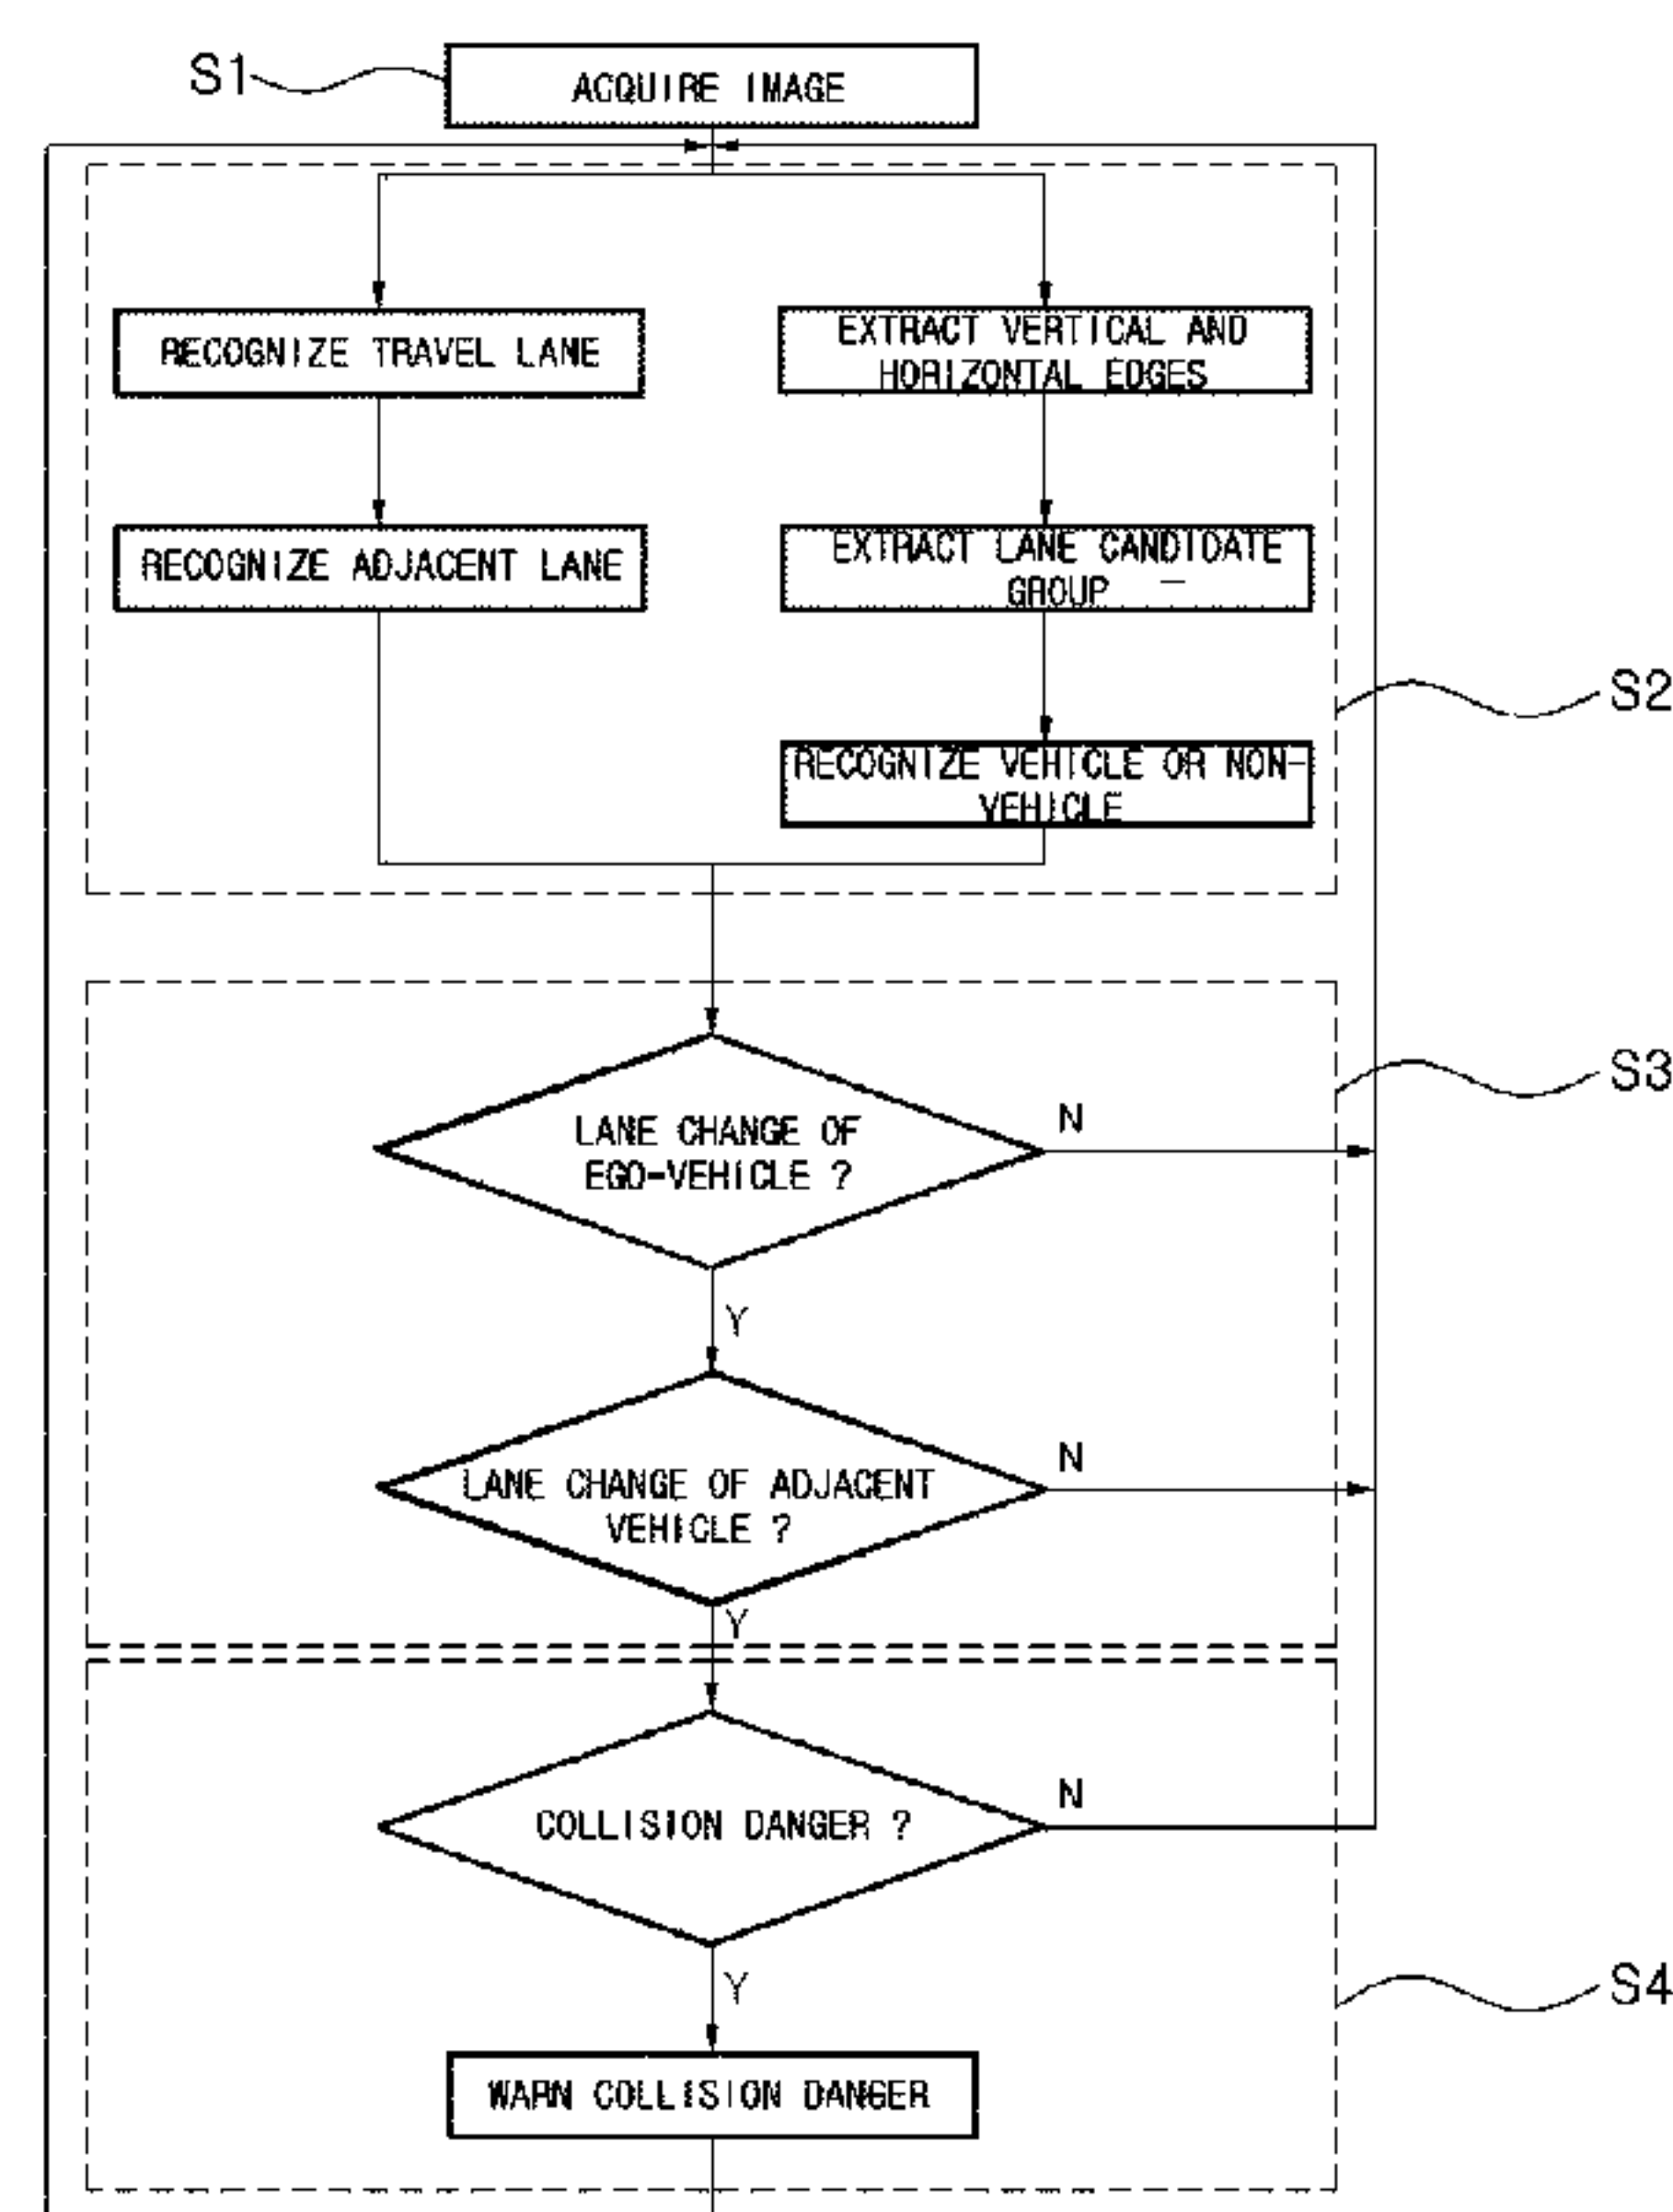 S1
ACQUIRE IMAGE
RECOGNIZE TRAVEL LANE
EXTRACT VERTICAL AND
HORIZONTAL EDGES
RECOGNIZE ADJACENT LANE
EXTRACT LANE CANDIDATE
GROUP
S2
RECOGNIZE VEHICLE OR NON-
VEHICLE
S3
LANE CHANGE OF
EGO-VEHICLE ?
N
Y
LANE CHANGE OF ADJACENT
VEHICLE ?
N
Y
COLLISION DANGER ?
N
Y
S4
WARN COLLISION DANGER